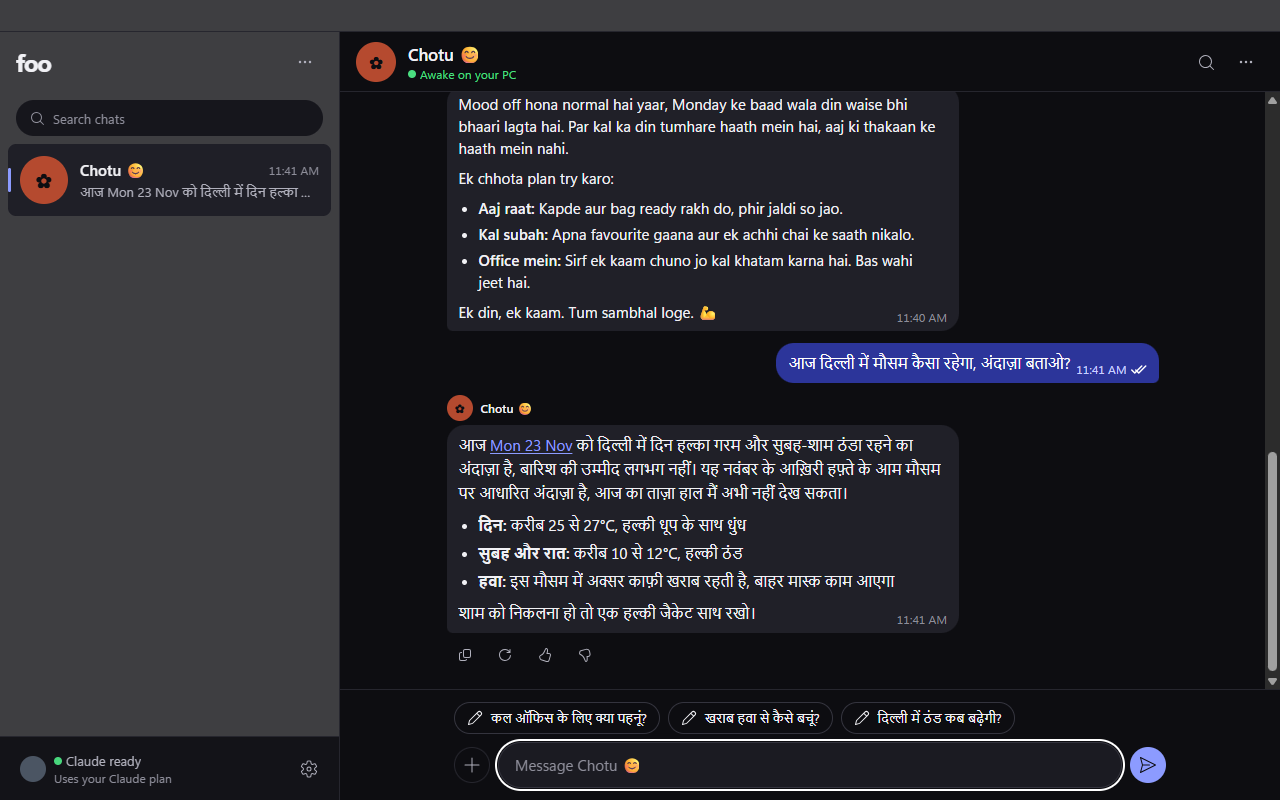 foo
Search chats
Chotu 😊
11:41 AM
आज Mon 23 Nov को दिल्ली में दिन हल्का ...
Claude ready
Uses your Claude plan
Chotu 😊
Awake on your PC
Mood off hona normal hai yaar, Monday ke baad wala din waise bhi
bhaari lagta hai. Par kal ka din tumhare haath mein hai, aaj ki thakaan ke
haath mein nahi.
Ek chhota plan try karo:
• Aaj raat: Kapde aur bag ready rakh do, phir jaldi so jao.
• Kal subah: Apna favourite gaana aur ek achhi chai ke saath nikalo.
• Office mein: Sirf ek kaam chuno jo kal khatam karna hai. Bas wahi
jeet hai.
Ek din, ek kaam. Tum sambhal loge. 💪
11:40 AM
आज दिल्ली में मौसम कैसा रहेगा, अंदाज़ा बताओ?
11:41 AM
Chotu 😊
आज Mon 23 Nov को दिल्ली में दिन हल्का गरम और सुबह-शाम ठंडा रहने का
अंदाज़ा है, बारिश की उम्मीद लगभग नहीं। यह नवंबर के आख़िरी हफ़्ते के आम मौसम
पर आधारित अंदाज़ा है, आज का ताज़ा हाल मैं अभी नहीं देख सकता।
• दिन: करीब 25 से 27°C, हल्की धूप के साथ धुंध
• सुबह और रात: करीब 10 से 12°C, हल्की ठंड
• हवा: इस मौसम में अक्सर काफ़ी खराब रहती है, बाहर मास्क काम आएगा
शाम को निकलना हो तो एक हल्की जैकेट साथ रखो।
11:41 AM
कल ऑफिस के लिए क्या पहनूं?
खराब हवा से कैसे बचूं?
दिल्ली में ठंड कब बढ़ेगी?
Message Chotu 😊